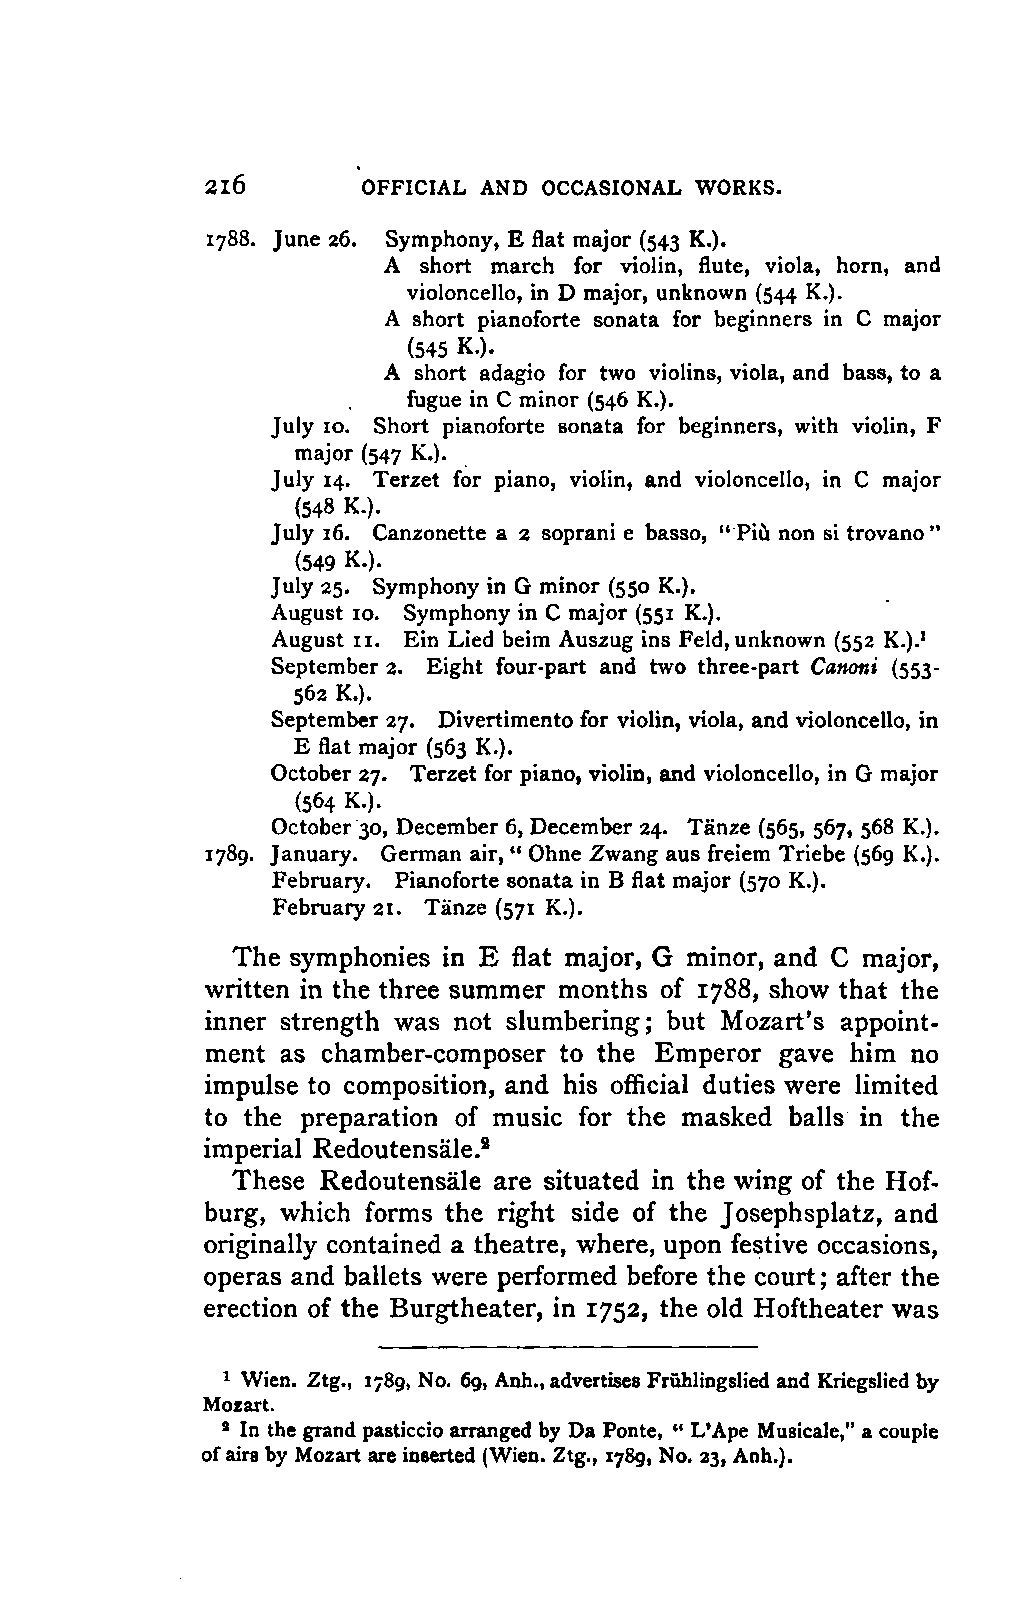 216 OFFICIAL AND OCCASIONAL WORKS.
1788. June 26. Symphony, E flat major (543 K.).
A short march for violin, flute, viola, horn, and
violoncello, in D major, unknown (544 K.).
A short pianoforte sonata for beginners in C major
(545 K.).
A short adagio for two violins, viola, and bass, to a
fugue in C minor (546 K.).
July 10. Short pianoforte sonata for beginners, with violin, F
major (547 K.).
July 14. Terzet for piano, violin, and violoncello, in C major
(548 K.).
July 16. Canzonette a 2 soprani e basso, “Più non si trovano”
(549 K.).
July 25. Symphony in G minor (550 K.).
August 10. Symphony in C major (551 K.).
August 11. Ein Lied beim Auszug ins Feld, unknown (552 K.).¹
September 2. Eight four-part and two three-part Canoni (553-
562 K.).
September 27. Divertimento for violin, viola, and violoncello, in
E flat major (563 K.).
October 27. Terzet for piano, violin, and violoncello, in G major
(564 K.).
October 30, December 6, December 24. Tänze (565, 567, 568 K.).
1789. January. German air, “ Ohne Zwang aus freiem Triebe (569 K.).
February. Pianoforte sonata in B flat major (570 K.).
February 21. Tänze (571 K.).
The symphonies in E flat major, G minor, and C major,
written in the three summer months of 1788, show that the
inner strength was not slumbering; but Mozart's appoint-
ment as chamber-composer to the Emperor gave him no
impulse to composition, and his official duties were limited
to the preparation of music for the masked balls in the
imperial Redoutensäle.²
These Redoutensäle are situated in the wing of the Hof-
burg, which forms the right side of the Josephsplatz, and
originally contained a theatre, where, upon festive occasions,
operas and ballets were performed before the court; after the
erection of the Burgtheater, in 1752, the old Hoftheater was
¹ Wien. Ztg., 1789, No. 69, Anh., advertises Frühlingslied and Kriegslied by
Mozart.
² In the grand pasticcio arranged by Da Ponte, “ L'Ape Musicale,” a couple
of airs by Mozart are inserted (Wien. Ztg., 1789, No. 23, Anh.).